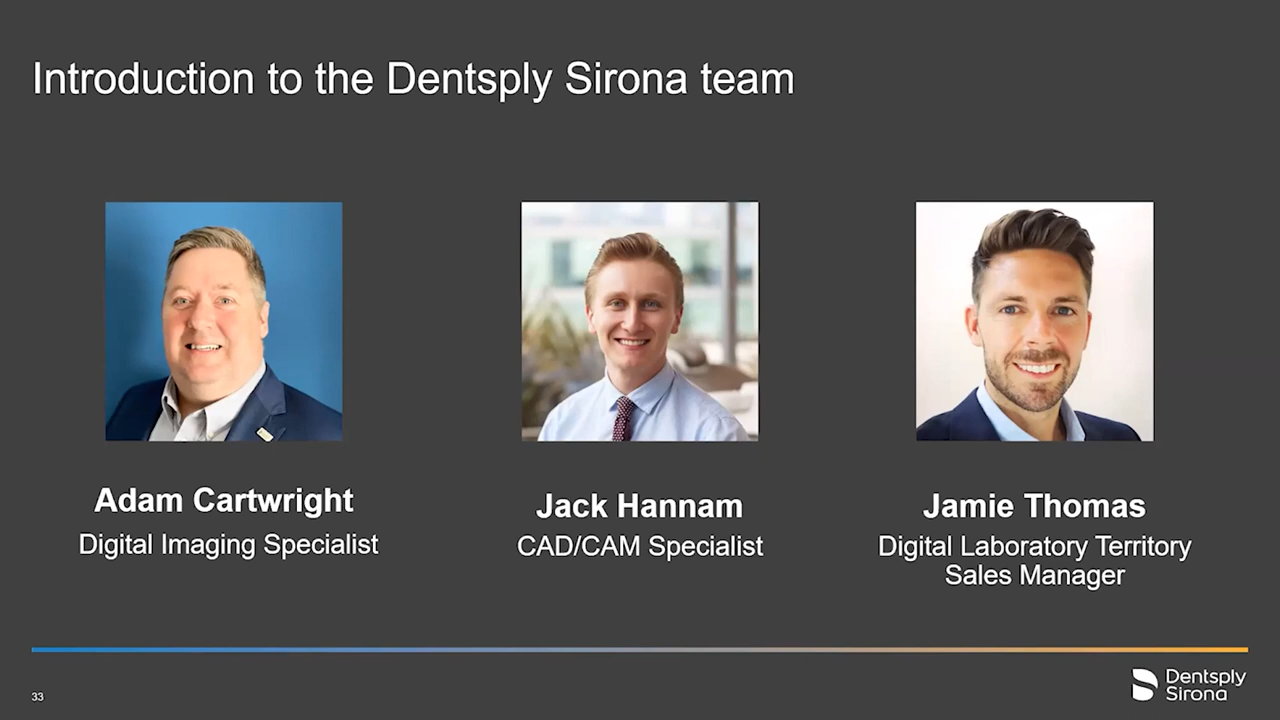 Introduction to the Dentsply Sirona team
Adam Cartwright
Digital Imaging Specialist
Jack Hannam
CAD/CAM Specialist
Jamie Thomas
Digital Laboratory Territory
Sales Manager
33
Dentsply
Sirona